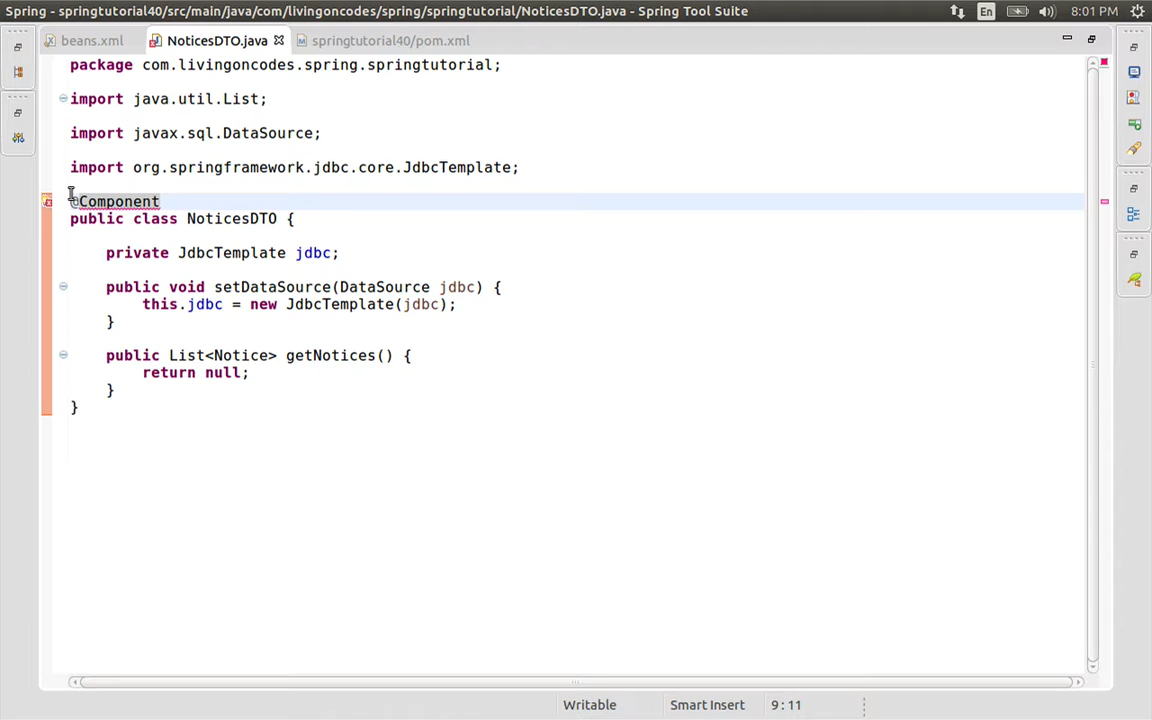 Spring - springtutorial40/src/main/java/com/livingoncodes/spring/springtutorial/NoticesDTO.java - Spring Tool Suite
En
8:01 PM
beans.xml
NoticesDTO.java
springtutorial40/pom.xml
package com.livingoncodes.spring.springtutorial;
import java.util.List;
import javax.sql.DataSource;
import org.springframework.jdbc.core.JdbcTemplate;
@Component
public class NoticesDTO {
private JdbcTemplate jdbc;
public void setDataSource(DataSource jdbc) {
this.jdbc = new JdbcTemplate(jdbc);
}
public List<Notice> getNotices() {
return null;
}
}
Writable
Smart Insert
9 : 11